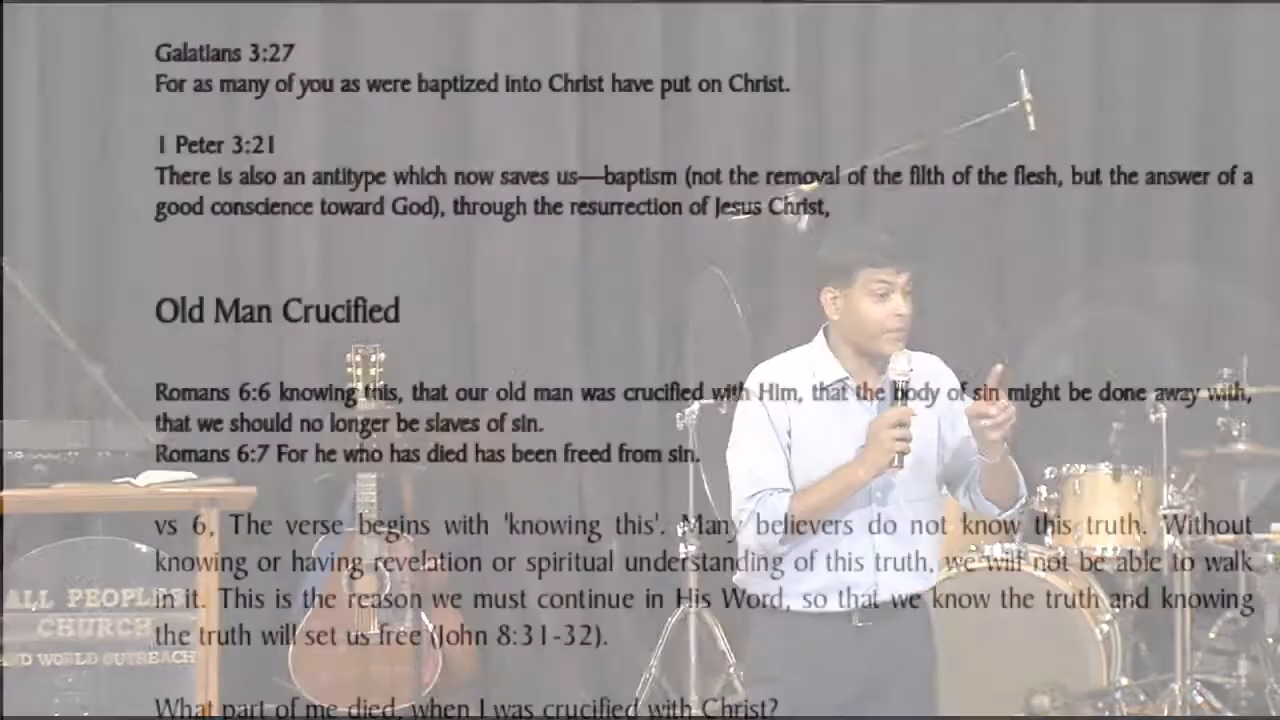 Galatians 3:27
For as many of you as were baptized into Christ have put on Christ.
1 Peter 3:21
There is also an antitype which now saves us—baptism (not the removal of the filth of the flesh, but the answer of a
good conscience toward God), through the resurrection of Jesus Christ,
Old Man Crucified
Romans 6:6 knowing this, that our old man was crucified with Him, that the body of sin might be done away with,
that we should no longer be slaves of sin.
Romans 6:7 For he who has died has been freed from sin.
vs 6, The verse begins with 'knowing this'. Many believers do not know this truth. Without
knowing or having revelation or spiritual understanding of this truth, we will not be able to walk
in it. This is the reason we must continue in His Word, so that we know the truth and knowing
the truth will set us free (John 8:31-32).
What part of me died, when I was crucified with Christ?
ALL PEOPLES
CHURCH
AND WORLD OUTREACH